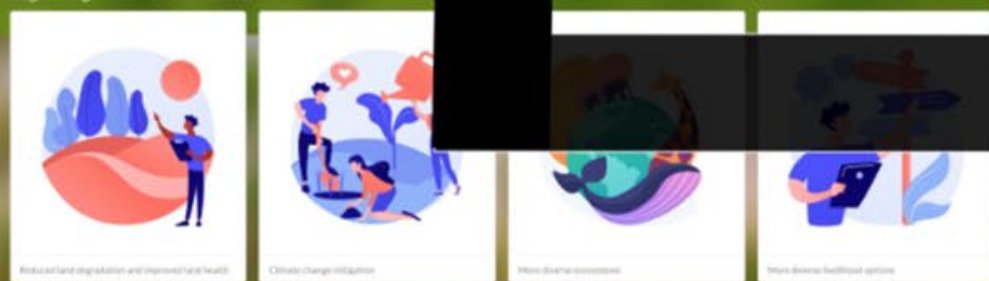 Reduced land degradation and improved land health
Climate change mitigation
More diverse ecosystems
More diverse livelihood options